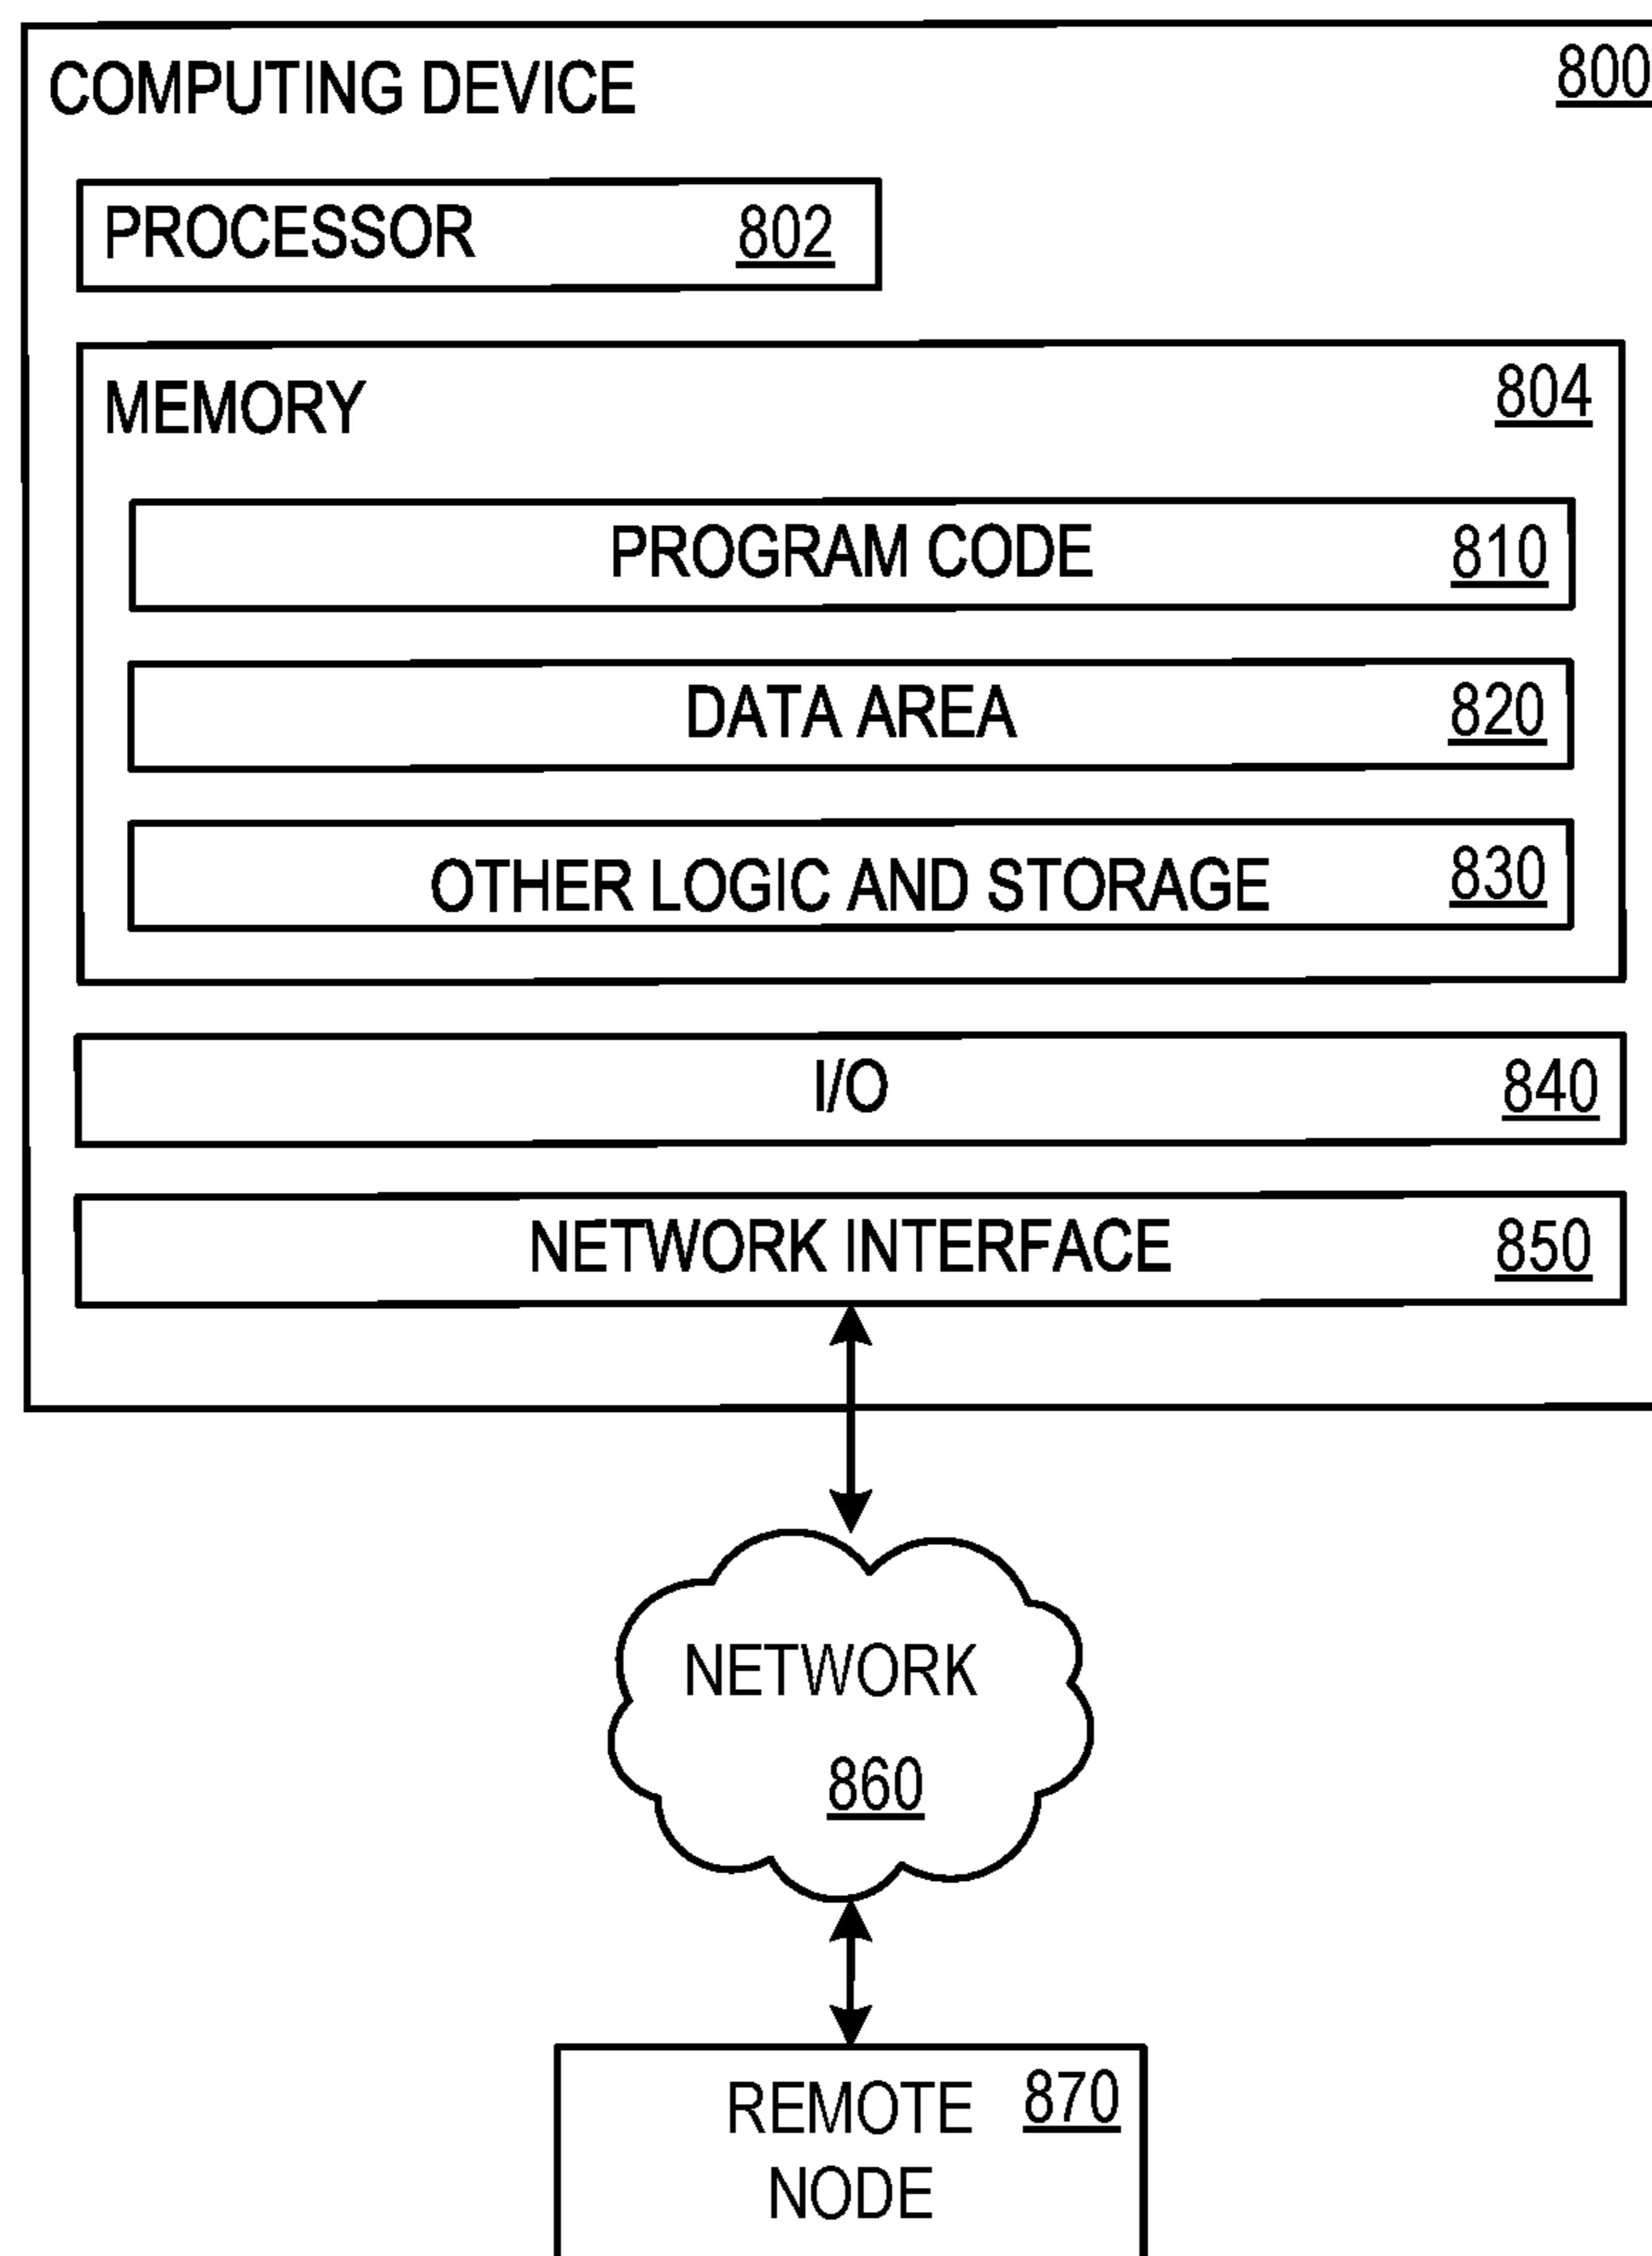 COMPUTING DEVICE 800
PROCESSOR 802
MEMORY 804
PROGRAM CODE 810
DATA AREA 820
OTHER LOGIC AND STORAGE 830
I/O 840
NETWORK INTERFACE 850
NETWORK
860
REMOTE 870
NODE